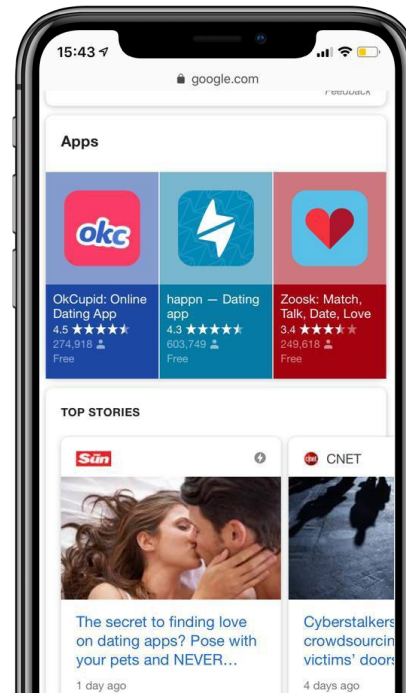 15:43
google.com
Feedback
Apps
okc
OkCupid: Online
Dating App
4.5
274,918
Free
happn — Dating
app
4.3
603,749
Free
Zoosk: Match,
Talk, Date, Love
3.4
249,618
Free
TOP STORIES
THE Sun
The secret to finding love
on dating apps? Pose with
your pets and NEVER…
1 day ago
c|net
CNET
Cyberstalkers
crowdsourcin
victims' doors
4 days ago